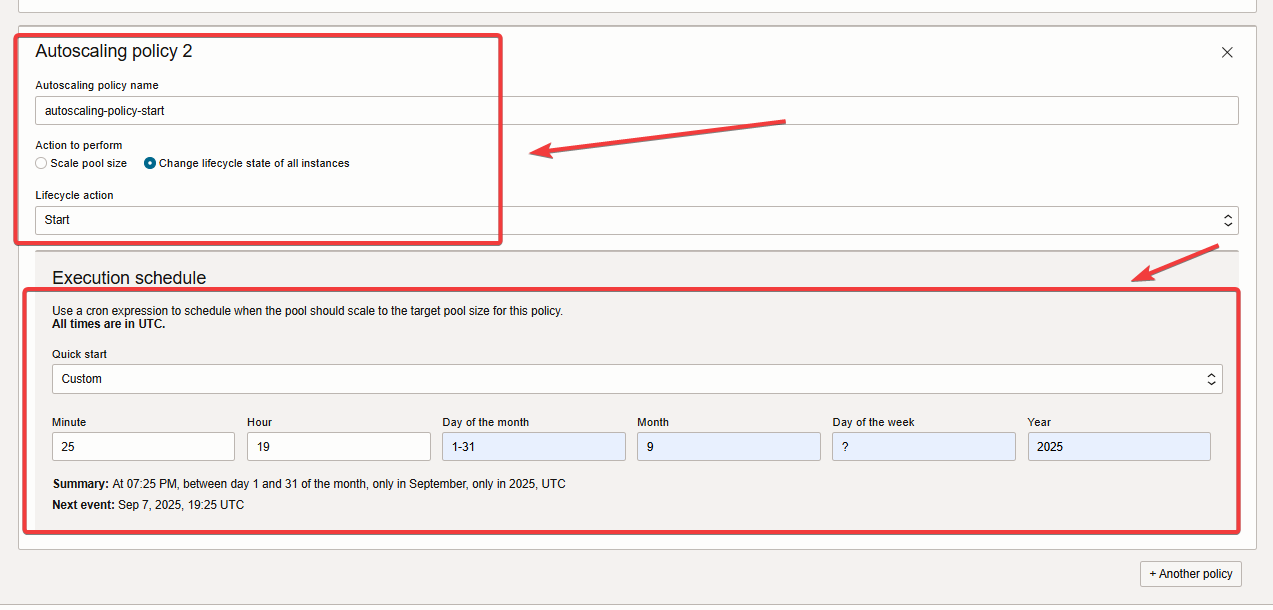 Autoscaling policy 2
Autoscaling policy name
autoscaling-policy-start
Action to perform
Scale pool size Change lifecycle state of all instances
Lifecycle action
Start
Execution schedule
Use a cron expression to schedule when the pool should scale to the target pool size for this policy.
All times are in UTC.
Quick start
Custom
Minute Hour Day of the month Month Day of the week Year
25 19 1-31 9 ? 2025
Summary: At 07:25 PM, between day 1 and 31 of the month, only in September, only in 2025, UTC
Next event: Sep 7, 2025, 19:25 UTC
+ Another policy